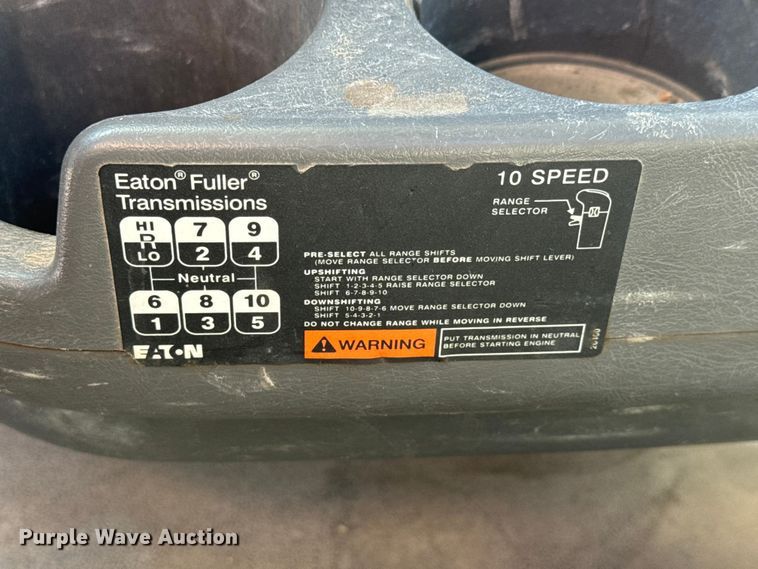 Eaton® Fuller®
Transmissions
10 SPEED
RANGE
SELECTOR
HI 7 9
R 2 4
LO
Neutral
6 8 10
1 3 5
EATON
PRE-SELECT ALL RANGE SHIFTS
(MOVE RANGE SELECTOR BEFORE MOVING SHIFT LEVER)
UPSHIFTING
START WITH RANGE SELECTOR DOWN
SHIFT 1-2-3-4-5 RAISE RANGE SELECTOR
SHIFT 6-7-8-9-10
DOWNSHIFTING
SHIFT 10-9-8-7-6 MOVE RANGE SELECTOR DOWN
SHIFT 5-4-3-2-1
DO NOT CHANGE RANGE WHILE MOVING IN REVERSE
WARNING
PUT TRANSMISSION IN NEUTRAL
BEFORE STARTING ENGINE
Purple Wave Auction